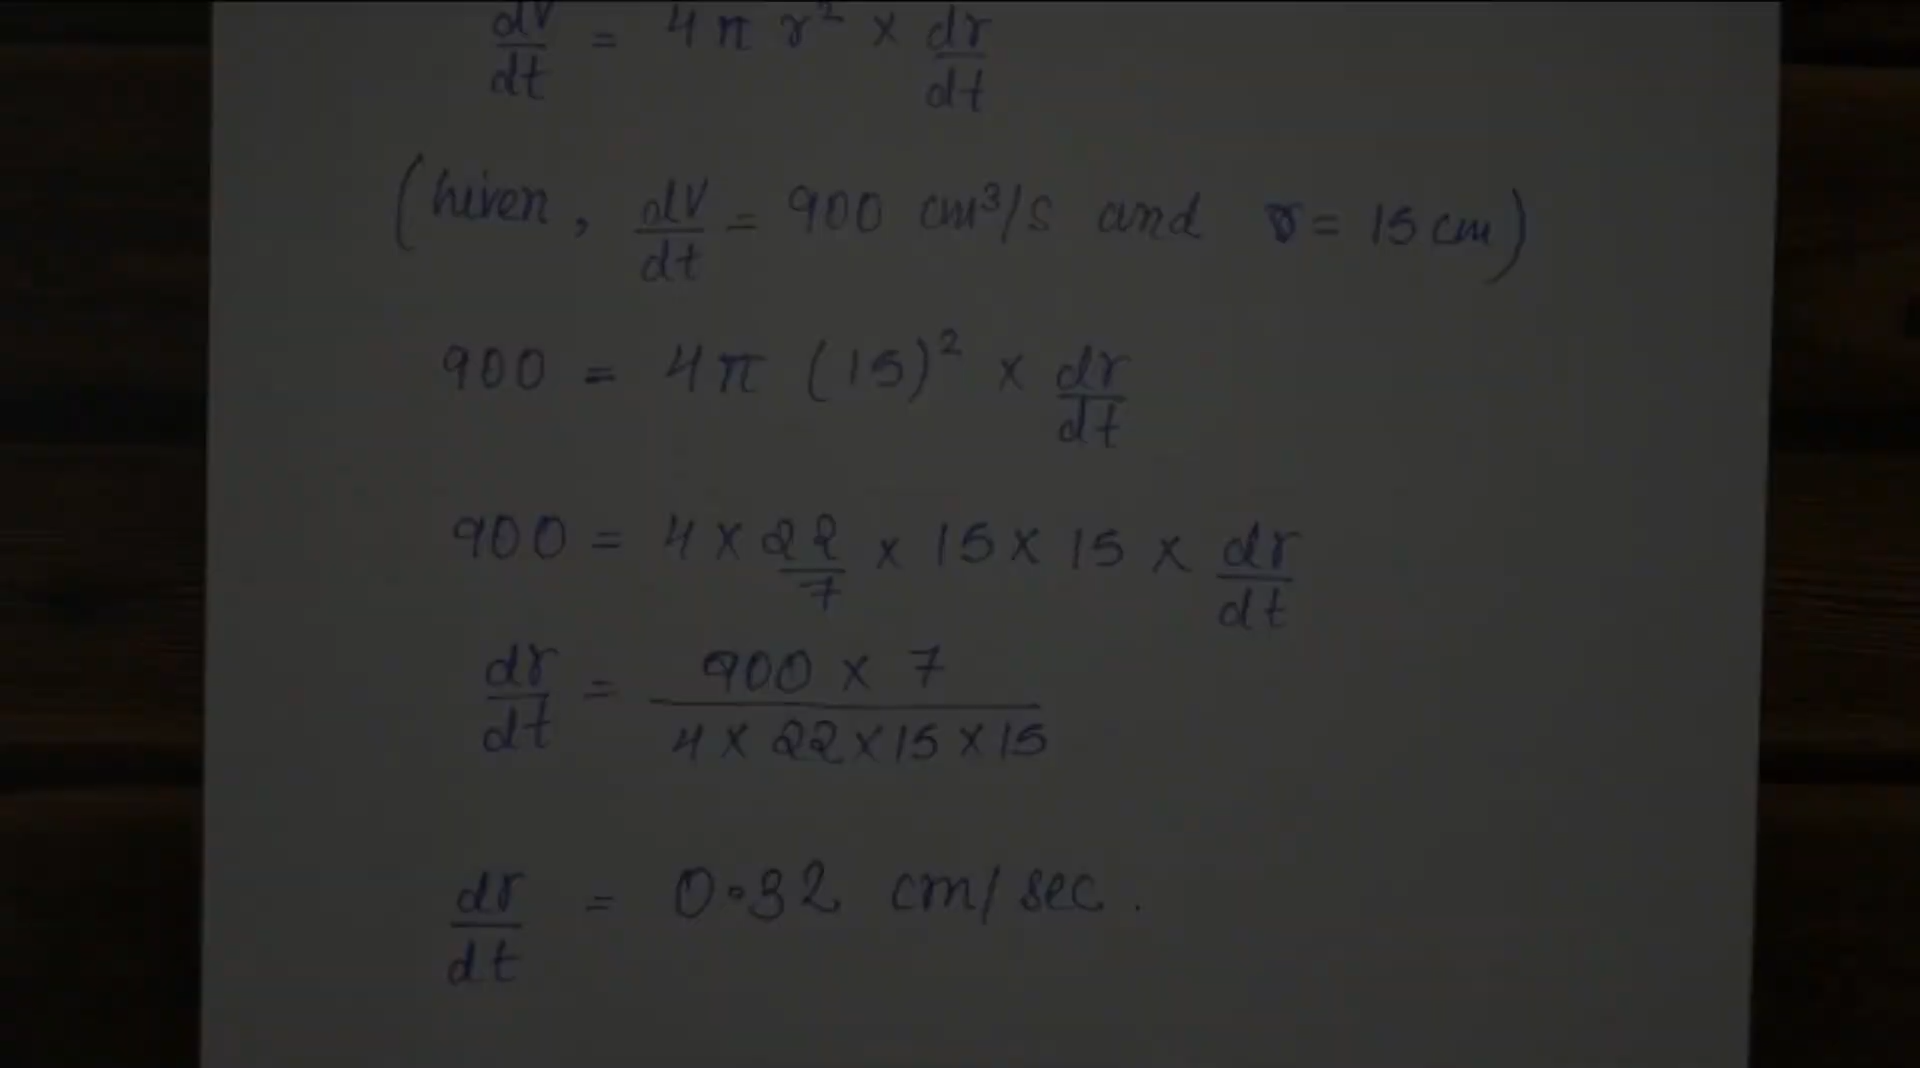 dV/dt = 4π r² × dr/dt
(Given, dV/dt = 900 cm³/s and r = 15 cm)
900 = 4π (15)² × dr/dt
900 = 4 × 22/7 × 15 × 15 × dr/dt
dr/dt = 900 × 7 / 4 × 22 × 15 × 15
dr/dt = 0.32 cm/sec.